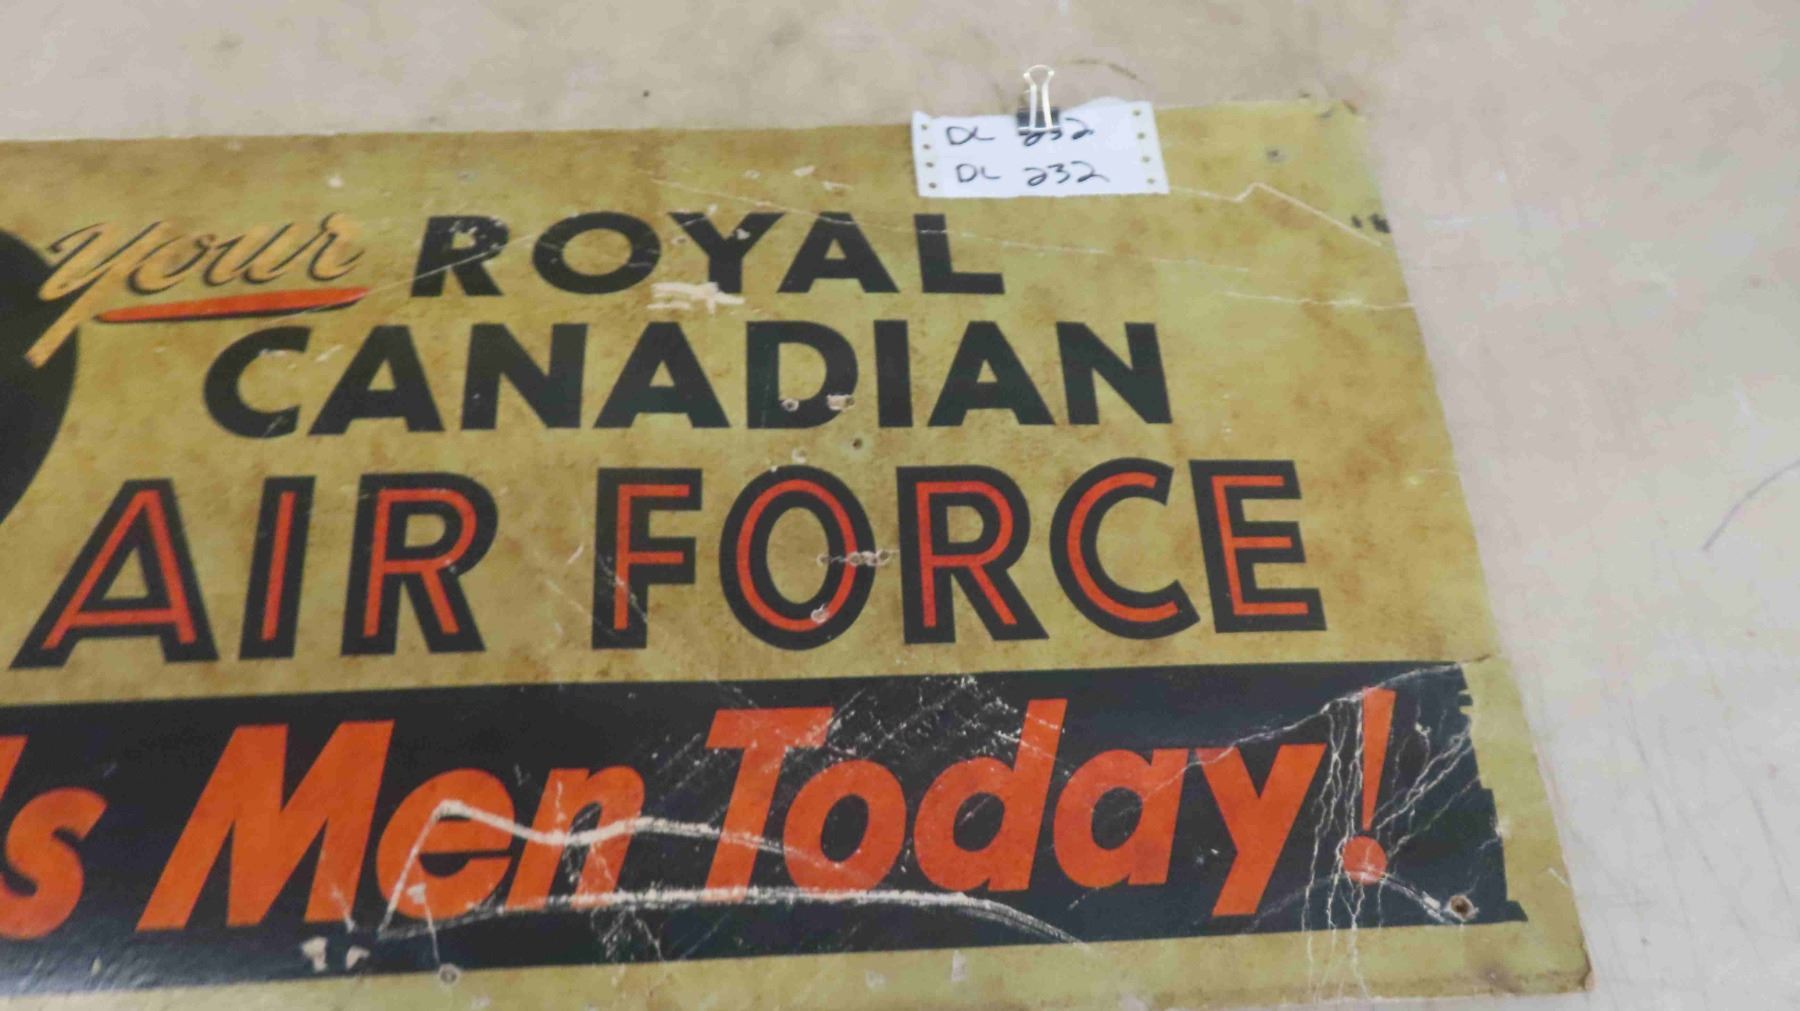 DL 232
DL 232
your ROYAL
CANADIAN
AIR FORCE
Men Today!